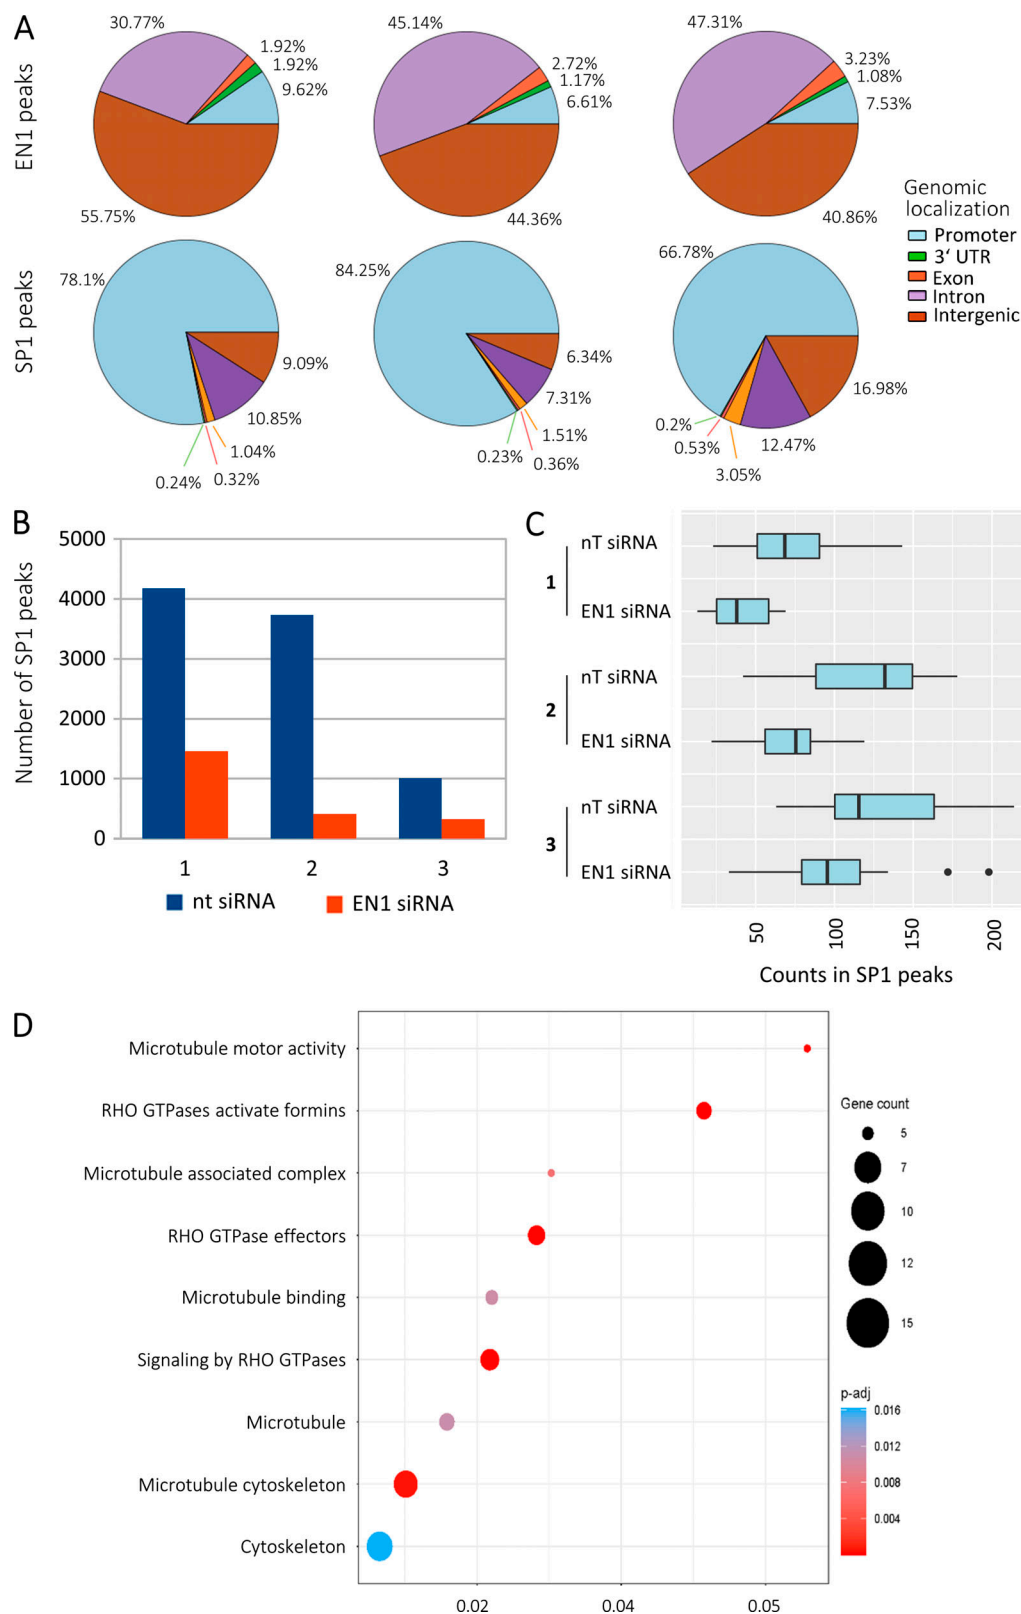 A
EN1 peaks
30.77%
1.92%
1.92%
9.62%
55.75%
45.14%
2.72%
1.17%
6.61%
44.36%
47.31%
3.23%
1.08%
7.53%
40.86%
SP1 peaks
78.1%
9.09%
10.85%
1.04%
0.32%
0.24%
84.25%
6.34%
7.31%
1.51%
0.36%
0.23%
66.78%
16.98%
12.47%
3.05%
0.53%
0.2%
Genomic
localization
Promoter
3‘ UTR
Exon
Intron
Intergenic
B
Number of SP1 peaks
5000
4000
3000
2000
1000
0
1
2
3
nt siRNA
EN1 siRNA
C
1
nT siRNA
EN1 siRNA
2
nT siRNA
EN1 siRNA
3
nT siRNA
EN1 siRNA
50
100
150
200
Counts in SP1 peaks
D
Microtubule motor activity
RHO GTPases activate formins
Microtubule associated complex
RHO GTPase effectors
Microtubule binding
Signaling by RHO GTPases
Microtubule
Microtubule cytoskeleton
Cytoskeleton
0.02
0.04
0.05
Gene count
5
7
10
12
15
p-adj
0.016
0.012
0.008
0.004